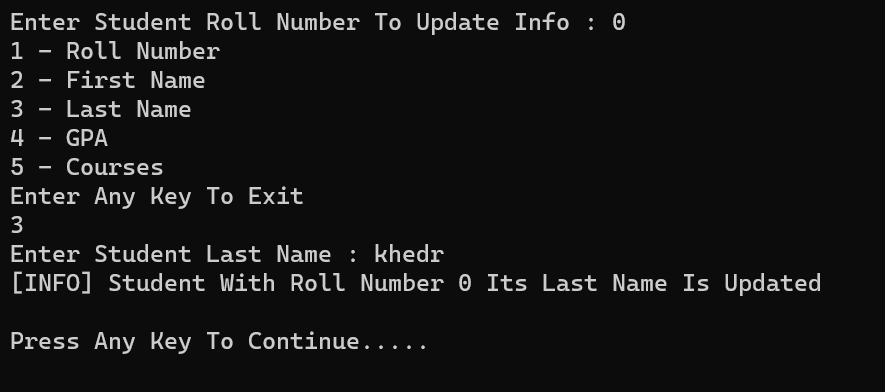 Enter Student Roll Number To Update Info : 0
1 - Roll Number
2 - First Name
3 - Last Name
4 - GPA
5 - Courses
Enter Any Key To Exit
3
Enter Student Last Name : khedr
[INFO] Student With Roll Number 0 Its Last Name Is Updated
Press Any Key To Continue.....